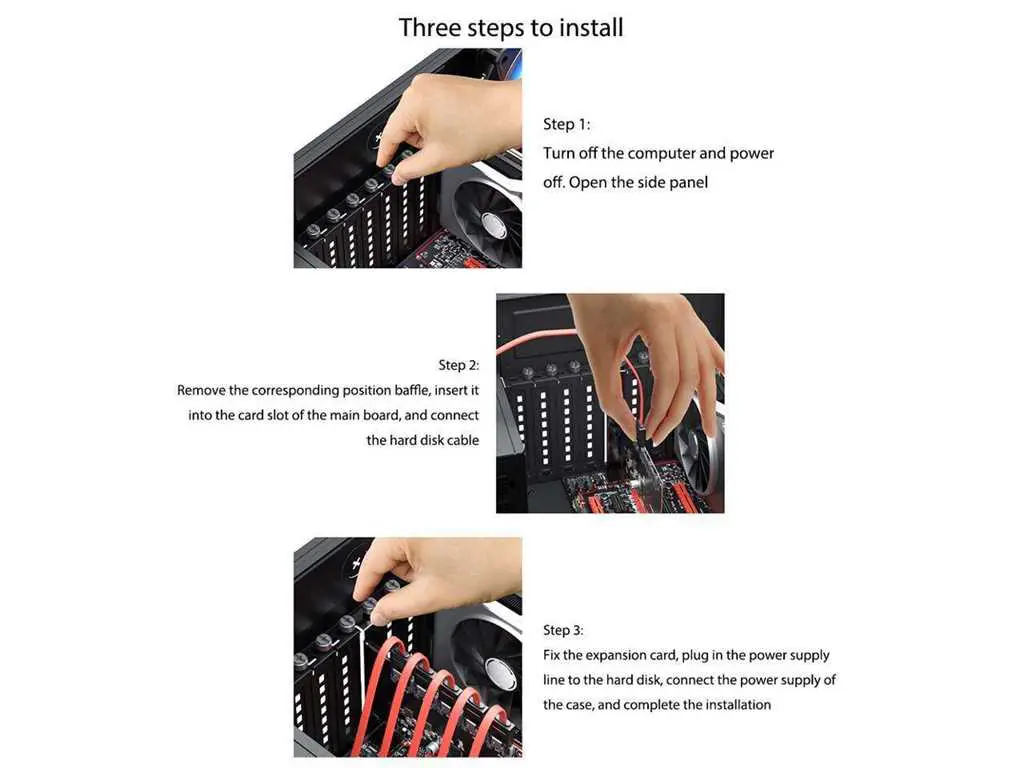 Three steps to install
Step 1:
Turn off the computer and power
off. Open the side panel
Step 2:
Remove the corresponding position baffle, insert it
into the card slot of the main board, and connect
the hard disk cable
Step 3:
Fix the expansion card, plug in the power supply
line to the hard disk, connect the power supply of
the case, and complete the installation